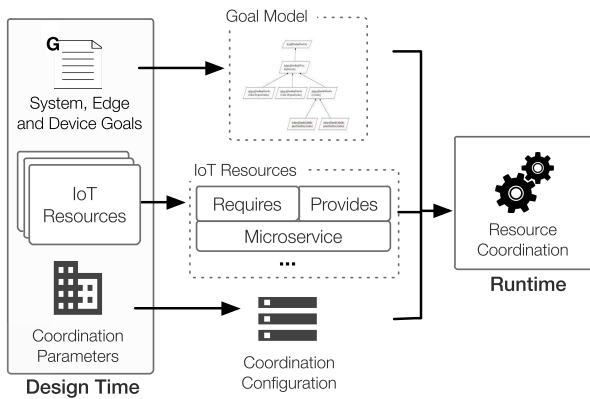 Goal Model
G
System, Edge
and Device Goals
IoT Resources
IoT
Resources
Requires
Provides
Microservice
...
Resource
Coordination
Runtime
Coordination
Parameters
Design Time
Coordination
Configuration